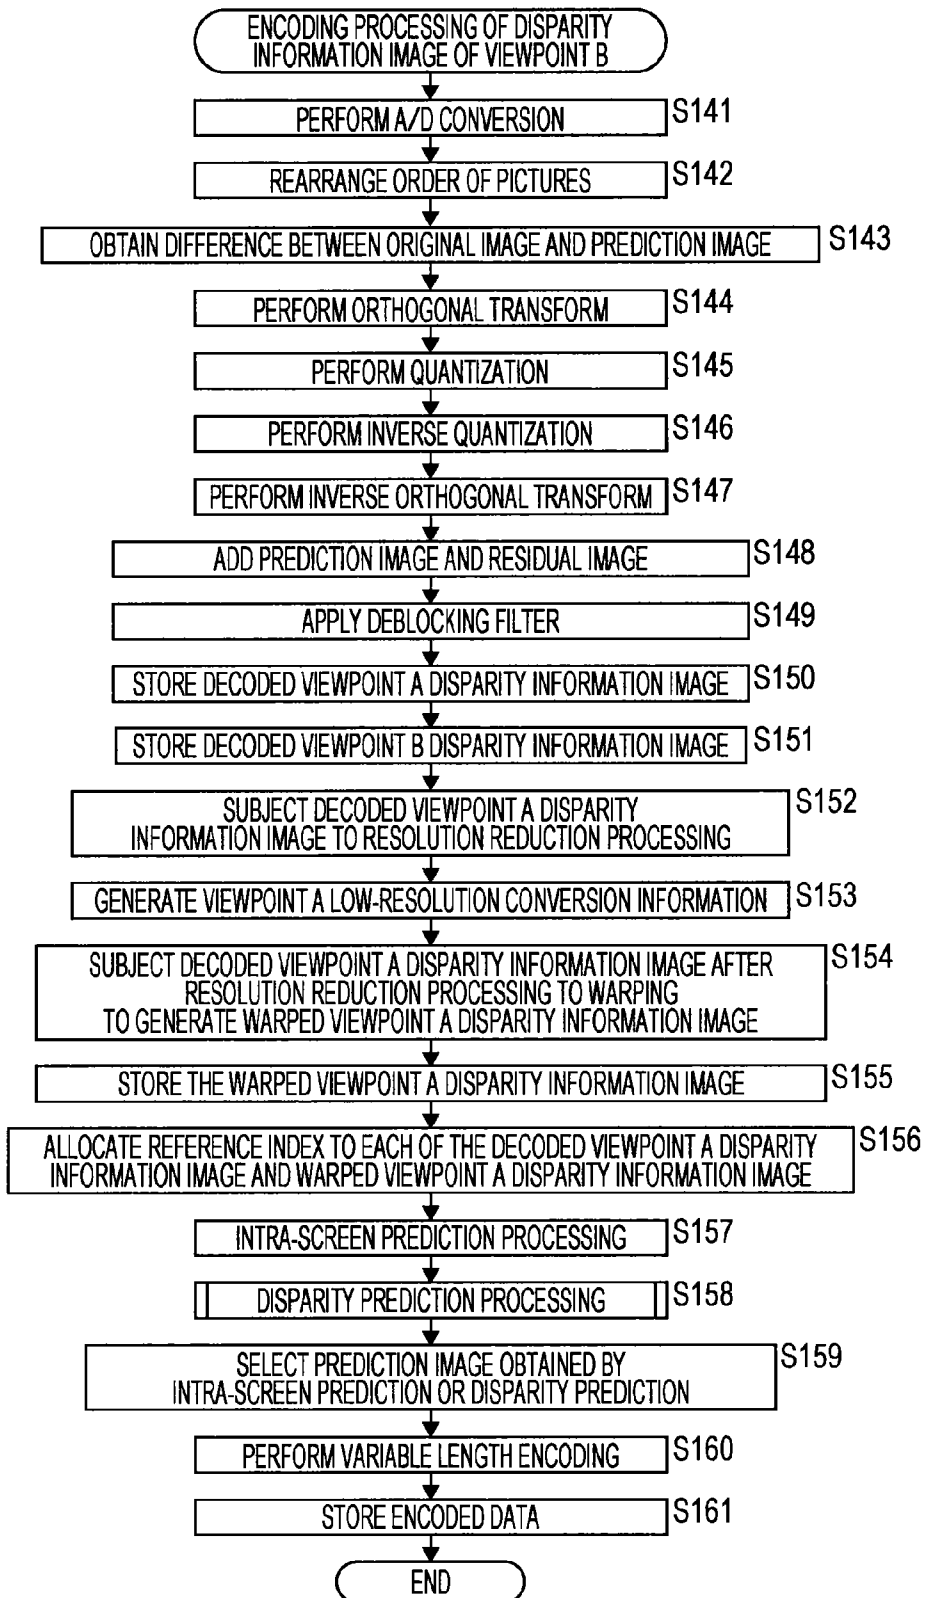 ENCODING PROCESSING OF DISPARITY
INFORMATION IMAGE OF VIEWPOINT B
PERFORM A/D CONVERSION
S141
REARRANGE ORDER OF PICTURES
S142
OBTAIN DIFFERENCE BETWEEN ORIGINAL IMAGE AND PREDICTION IMAGE
S143
PERFORM ORTHOGONAL TRANSFORM
S144
PERFORM QUANTIZATION
S145
PERFORM INVERSE QUANTIZATION
S146
PERFORM INVERSE ORTHOGONAL TRANSFORM
S147
ADD PREDICTION IMAGE AND RESIDUAL IMAGE
S148
APPLY DEBLOCKING FILTER
S149
STORE DECODED VIEWPOINT A DISPARITY INFORMATION IMAGE
S150
STORE DECODED VIEWPOINT B DISPARITY INFORMATION IMAGE
S151
SUBJECT DECODED VIEWPOINT A DISPARITY
INFORMATION IMAGE TO RESOLUTION REDUCTION PROCESSING
S152
GENERATE VIEWPOINT A LOW-RESOLUTION CONVERSION INFORMATION
S153
SUBJECT DECODED VIEWPOINT A DISPARITY INFORMATION IMAGE AFTER
RESOLUTION REDUCTION PROCESSING TO WARPING
TO GENERATE WARPED VIEWPOINT A DISPARITY INFORMATION IMAGE
S154
STORE THE WARPED VIEWPOINT A DISPARITY INFORMATION IMAGE
S155
ALLOCATE REFERENCE INDEX TO EACH OF THE DECODED VIEWPOINT A DISPARITY
INFORMATION IMAGE AND WARPED VIEWPOINT A DISPARITY INFORMATION IMAGE
S156
INTRA-SCREEN PREDICTION PROCESSING
S157
DISPARITY PREDICTION PROCESSING
S158
SELECT PREDICTION IMAGE OBTAINED BY
INTRA-SCREEN PREDICTION OR DISPARITY PREDICTION
S159
PERFORM VARIABLE LENGTH ENCODING
S160
STORE ENCODED DATA
S161
END